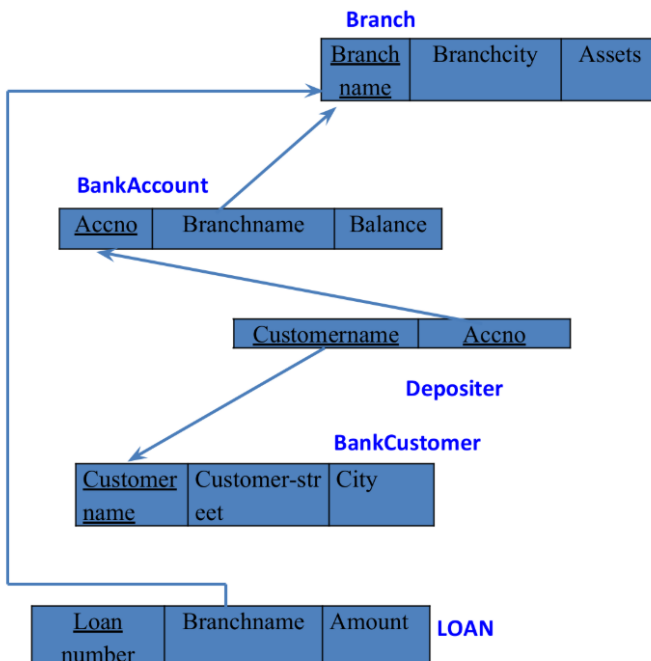 Branch
Branch Branchcity Assets
name
BankAccount
Accno Branchname Balance
Customername Accno
Depositer
BankCustomer
Customer Customer-str City
name eet
Loan Branchname Amount LOAN
number